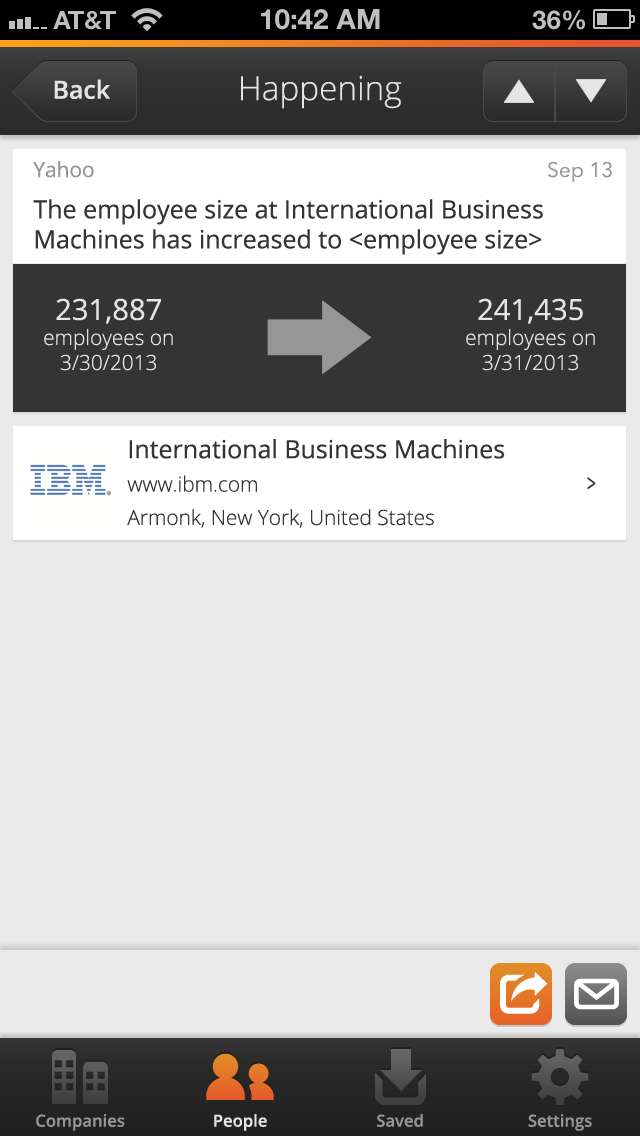 AT&T 10:42 AM 36%
Back Happening
Yahoo Sep 13
The employee size at International Business
Machines has increased to <employee size>
231,887 241,435
employees on employees on
3/30/2013 3/31/2013
IBM®
International Business Machines
www.ibm.com
Armonk, New York, United States
Companies People Saved Settings